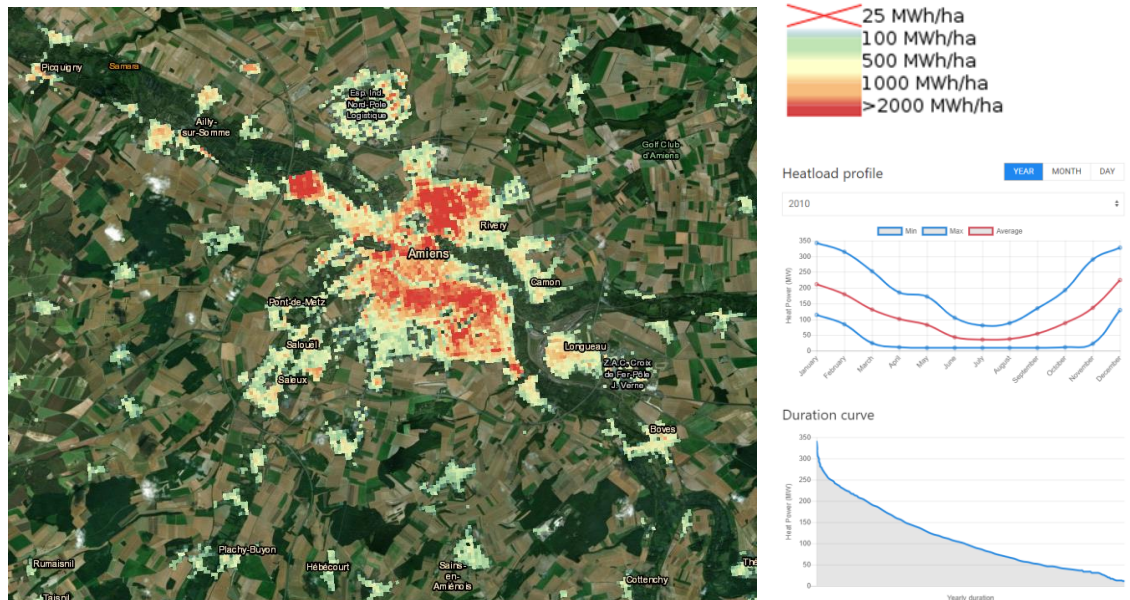 Picquigny
Samara
Esp. Ind.
Nord-Pôle
Logistique
Ailly-
sur-Somme
Golf Club
d'Amiens
Rivery
Amiens
Camon
Pont-de-Metz
Salouël
Longueau
Z.A.C. Croix
de Fer-Pôle
J. Verne
Saleux
Boves
Plachy-Buyon
Rumaisnil
Hébécourt
Sains-
en-
Amiénois
Cottenchy
Taisnil
25 MWh/ha
100 MWh/ha
500 MWh/ha
1000 MWh/ha
>2000 MWh/ha
Heatload profile
YEAR MONTH DAY
2010
Min Max Average
350
300
250
200
150
100
50
0
Heat Power (MW)
January February March April May June July August September October November December
Duration curve
350
300
250
200
150
100
50
0
Heat Power (MW)
Yearly duration